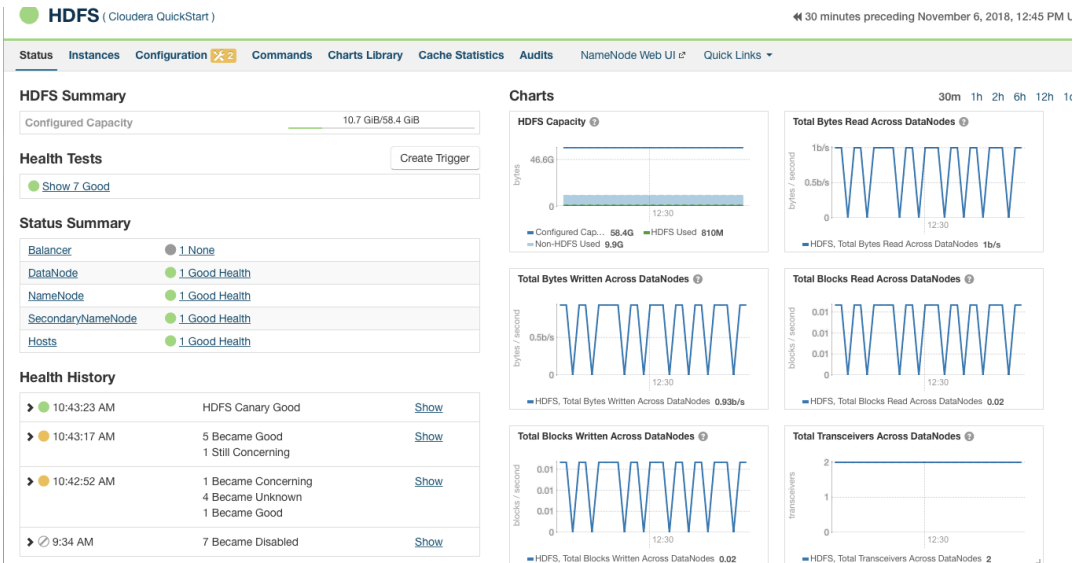 HDFS ( Cloudera QuickStart )
30 minutes preceding November 6, 2018, 12:45 PM U
Status Instances Configuration 2 Commands Charts Library Cache Statistics Audits NameNode Web UI Quick Links
HDFS Summary
Configured Capacity 10.7 GiB/58.4 GiB
Health Tests
Create Trigger
Show 7 Good
Status Summary
Balancer 1 None
DataNode 1 Good Health
NameNode 1 Good Health
SecondaryNameNode 1 Good Health
Hosts 1 Good Health
Health History
10:43:23 AM HDFS Canary Good Show
10:43:17 AM 5 Became Good Show
1 Still Concerning
10:42:52 AM 1 Became Concerning Show
4 Became Unknown
1 Became Good
9:34 AM 7 Became Disabled Show
Charts
30m 1h 2h 6h 12h 1d
HDFS Capacity
bytes
46.6G
0
12:30
Configured Cap... 58.4G HDFS Used 810M
Non-HDFS Used 9.9G
Total Bytes Read Across DataNodes
bytes / second
1b/s
0.5b/s
0
12:30
HDFS, Total Bytes Read Across DataNodes 1b/s
Total Bytes Written Across DataNodes
bytes / second
0.5b/s
0
12:30
HDFS, Total Bytes Written Across DataNodes 0.93b/s
Total Blocks Read Across DataNodes
blocks / second
0.01
0.01
0.01
0
12:30
HDFS, Total Blocks Read Across DataNodes 0.02
Total Blocks Written Across DataNodes
blocks / second
0.01
0.01
0.01
0
12:30
HDFS, Total Blocks Written Across DataNodes 0.02
Total Transceivers Across DataNodes
transceivers
2
1
0
12:30
HDFS, Total Transceivers Across DataNodes 2